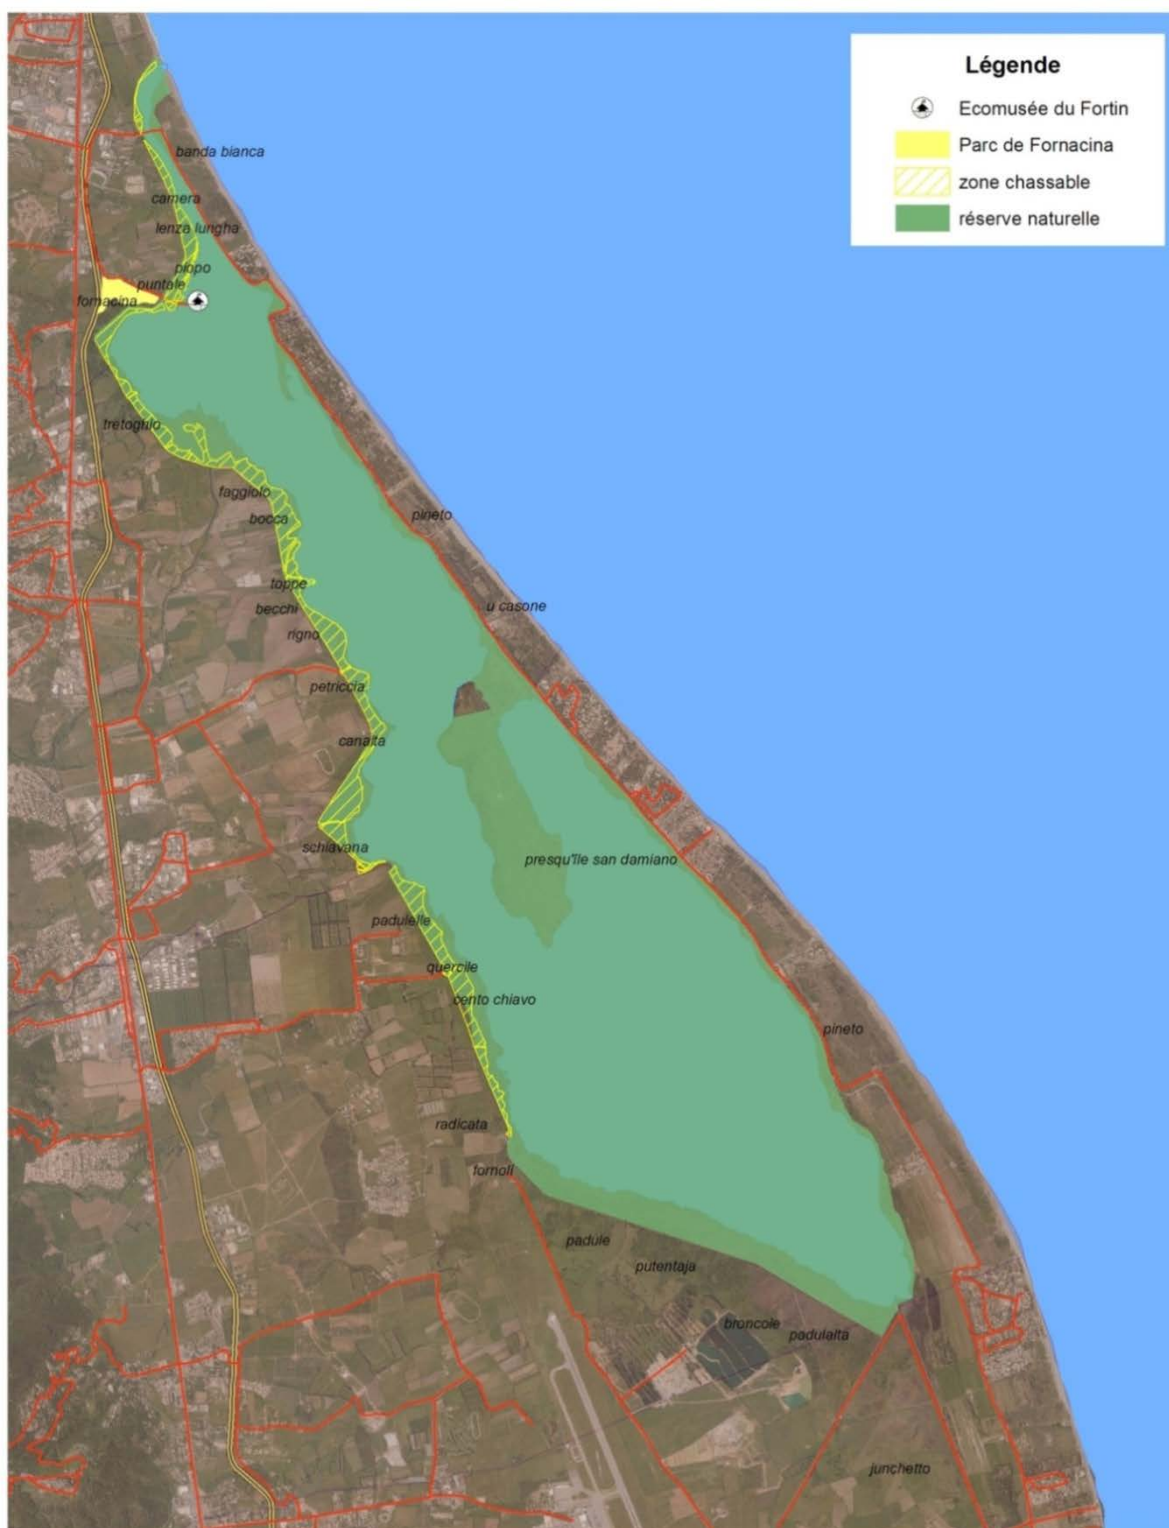 Légende
Ecomusée du Fortin
Parc de Fornacina
zone chassable
réserve naturelle
banda bianca
camera
lenza lungha
piopo
puntale
fornacina
tretoghio
faggiolo
bocca
pineto
toppe
becchi
u casone
rigno
petriccia
canaita
schiavana
presqu'île san damiano
padulelle
quercile
cento chiavo
pineto
radicata
fornoli
padule
putentaja
broncole
padulalta
junchetto